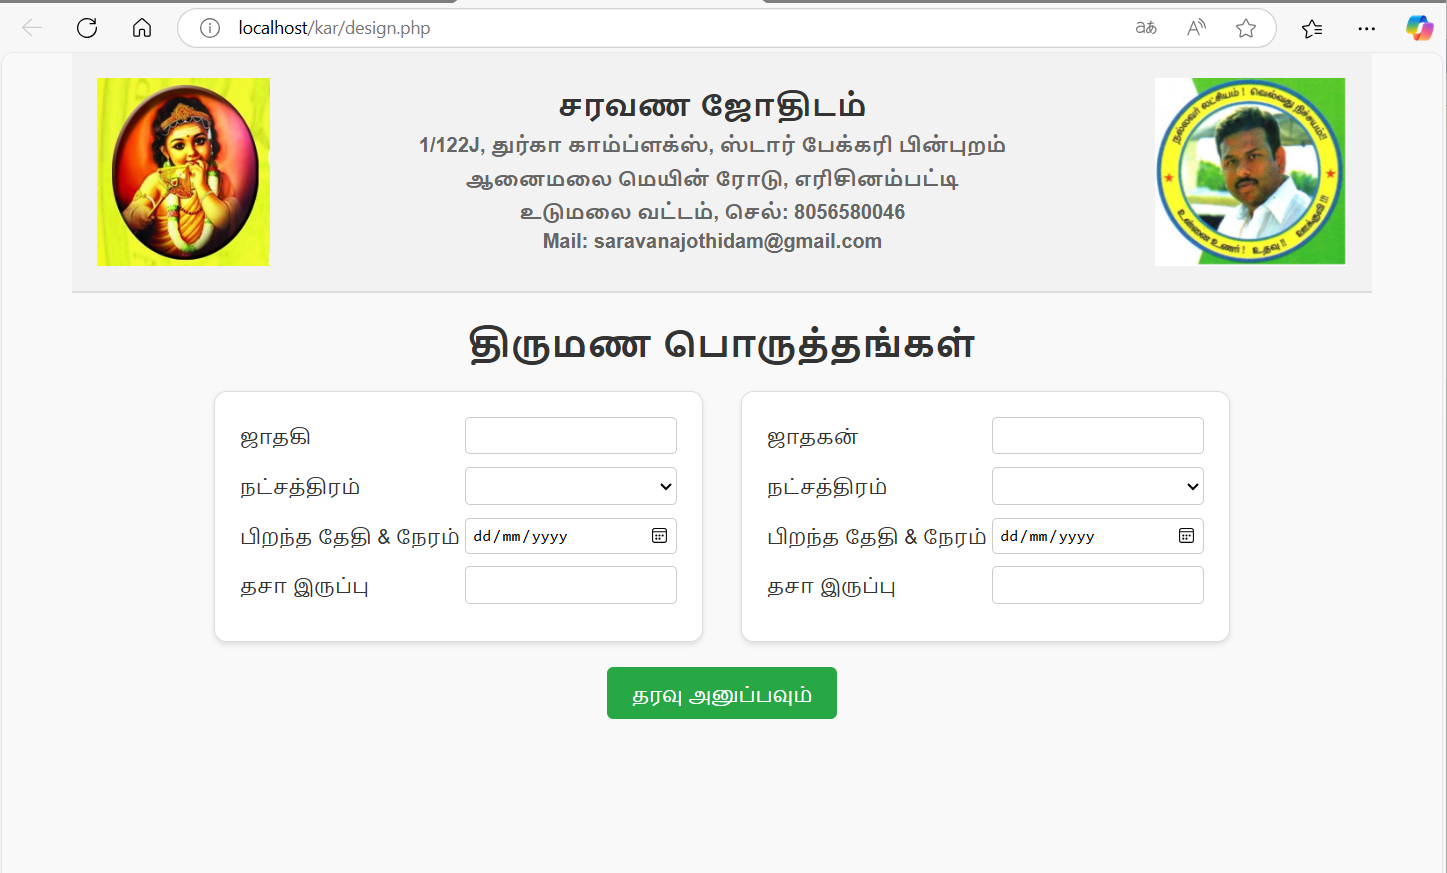 localhost/kar/design.php
சரவண ஜோதிடம்
1/122J, துர்கா காம்ப்ளக்ஸ், ஸ்டார் பேக்கரி பின்புறம்
ஆனைமலை மெயின் ரோடு, எரிசினம்பட்டி
உடுமலை வட்டம், செல்: 8056580046
Mail: saravanajothidam@gmail.com
நல்லவர் லட்சியம் ! வெல்வது நிச்சயம்!!
உன்னை உணர் ! உதவு !! ஊக்குவி !!!
திருமண பொருத்தங்கள்
ஜாதகி
நட்சத்திரம்
பிறந்த தேதி & நேரம் dd/mm/yyyy
தசா இருப்பு
ஜாதகன்
நட்சத்திரம்
பிறந்த தேதி & நேரம் dd/mm/yyyy
தசா இருப்பு
தரவு அனுப்பவும்